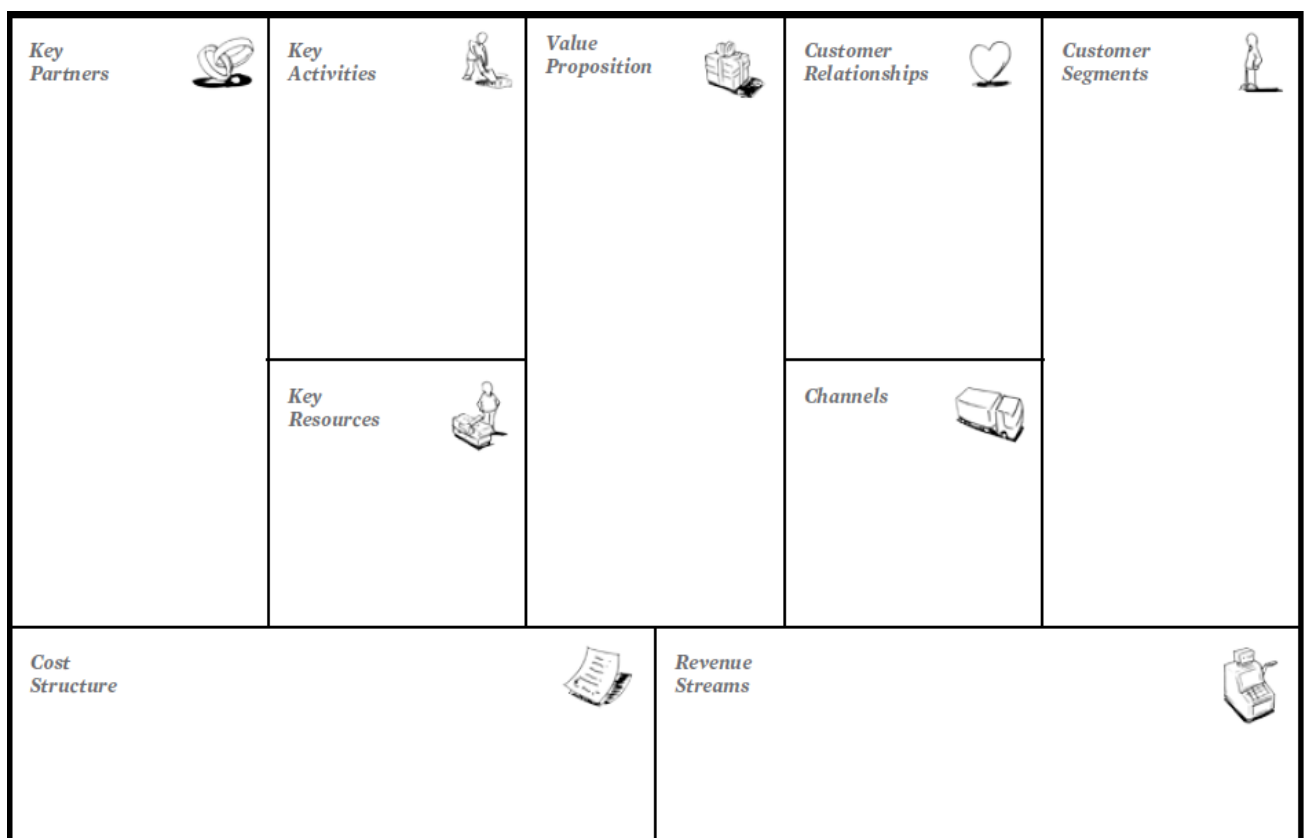 Key
Partners
Key
Activities
Value
Proposition
Customer
Relationships
Customer
Segments
Key
Resources
Channels
Cost
Structure
Revenue
Streams